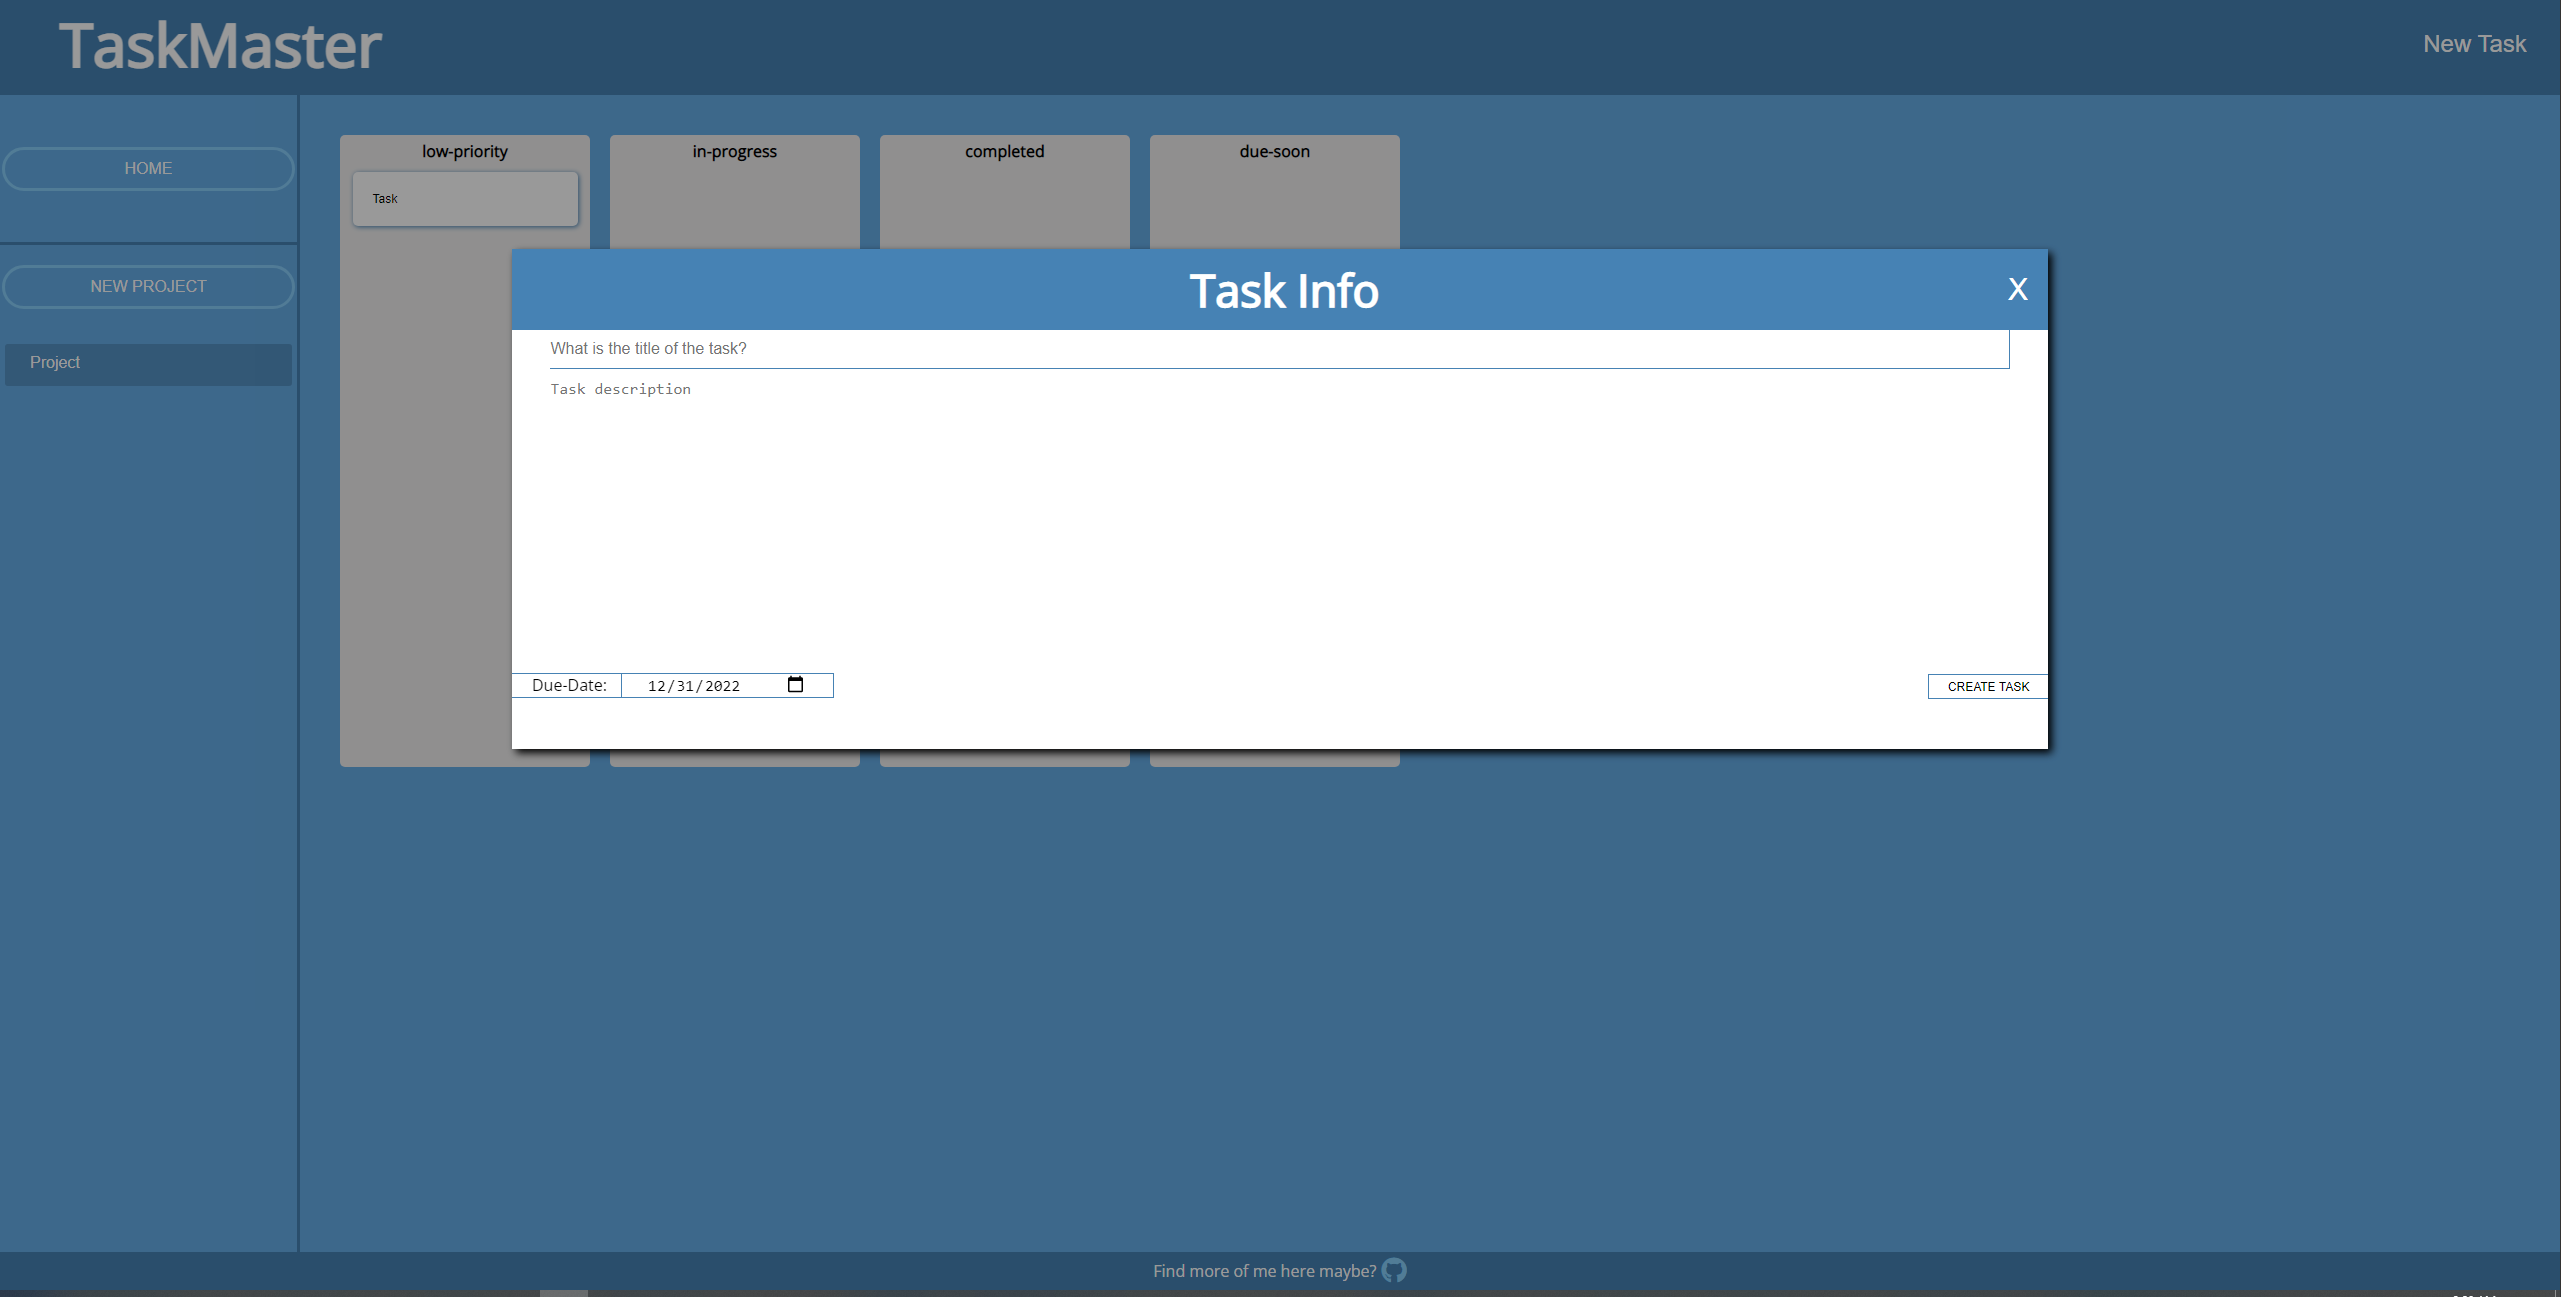 TaskMaster
New Task
HOME
NEW PROJECT
Project
low-priority
Task
in-progress
completed
due-soon
Task Info
X
What is the title of the task?
Task description
Due-Date: 12/31/2022
CREATE TASK
Find more of me here maybe?